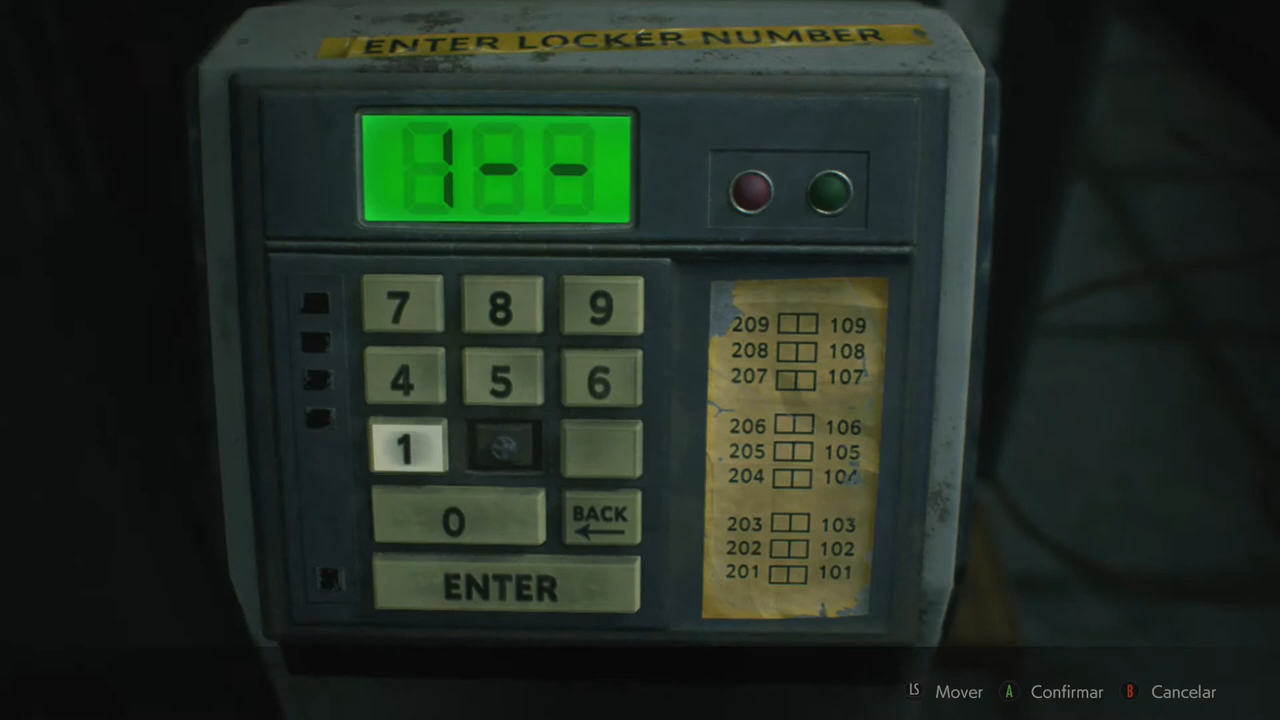 ENTER LOCKER NUMBER
1--
7 8 9
4 5 6
1
0 BACK
ENTER
209 109
208 108
207 107
206 106
205 105
204 104
203 103
202 102
201 101
LS Mover A Confirmar B Cancelar